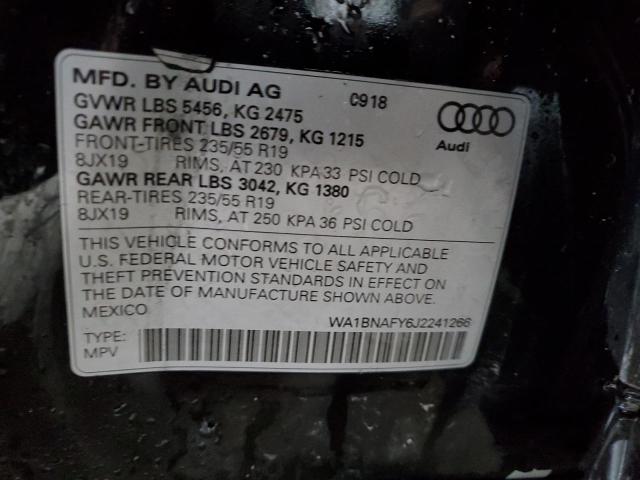 MFD. BY AUDI AG C918
GVWR LBS 5456, KG 2475
GAWR FRONT LBS 2679, KG 1215
FRONT-TIRES 235/55 R19
8JX19 RIMS, AT 230 KPA 33 PSI COLD
GAWR REAR LBS 3042, KG 1380
REAR-TIRES 235/55 R19
8JX19 RIMS, AT 250 KPA 36 PSI COLD
Audi
THIS VEHICLE CONFORMS TO ALL APPLICABLE
U.S. FEDERAL MOTOR VEHICLE SAFETY AND
THEFT PREVENTION STANDARDS IN EFFECT ON
THE DATE OF MANUFACTURE SHOWN ABOVE.
MEXICO
WA1BNAFY6J2241266
TYPE:
MPV